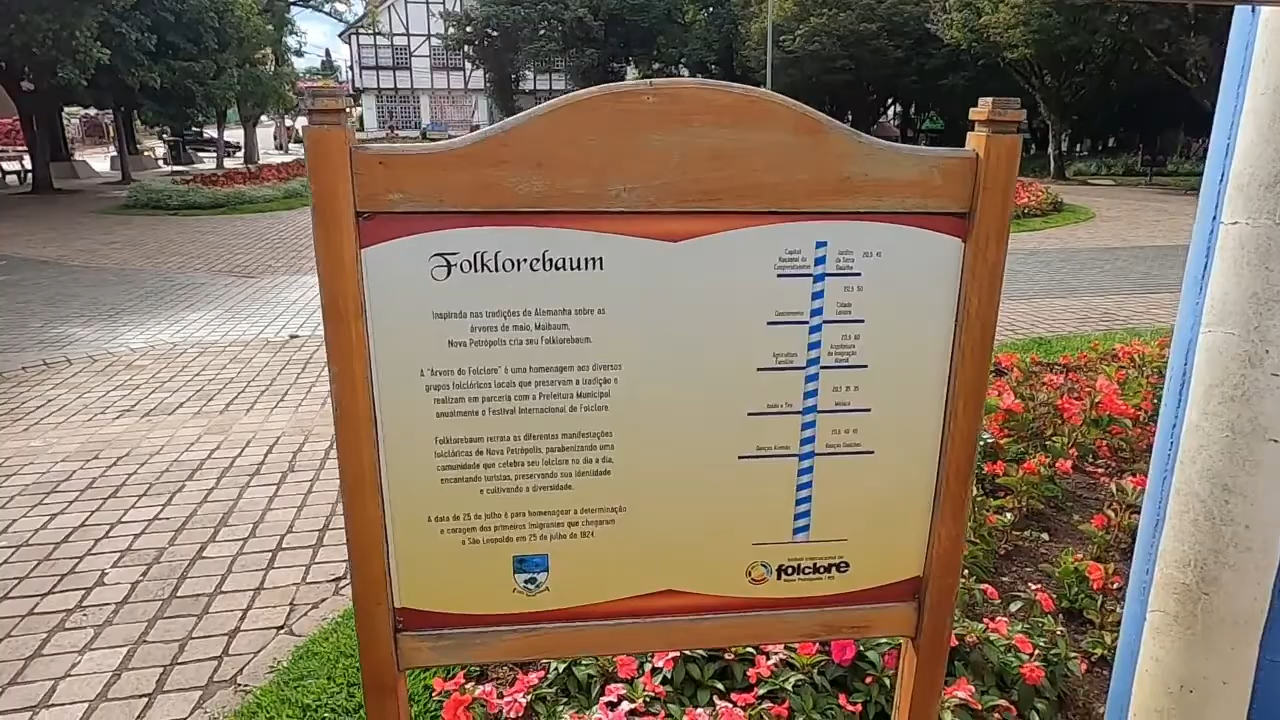 Folklorebaum
Inspirada nas tradições da Alemanha sobre as
árvores de maio, Maibaum,
Nova Petrópolis cria seu Folklorebaum.
A "Árvore do Folclore" é uma homenagem aos diversos
grupos folclóricos locais que preservam a tradição e
realizam em parceria com a Prefeitura Municipal
anualmente o Festival Internacional de Folclore.
Folklorebaum retrata as diferentes manifestações
folclóricas de Nova Petrópolis, parabenizando uma
comunidade que celebra seu folclore no dia a dia,
encantando turistas, preservando sua identidade
e cultivando a diversidade.
A data de 25 de julho é para homenagear a determinação
e coragem dos primeiros imigrantes que chegaram
a São Leopoldo em 25 de julho de 1824.
Capital
Nacional do
Cooperativismo
Jardim
da Serra
Gaúcha
Gastronomia
Cidade
Agricultura
Familiar
Arquitetura
da Imigração
Alemã
Música
Danças Alemãs
Danças Gaúchas
folclore
Nova Petrópolis / RS